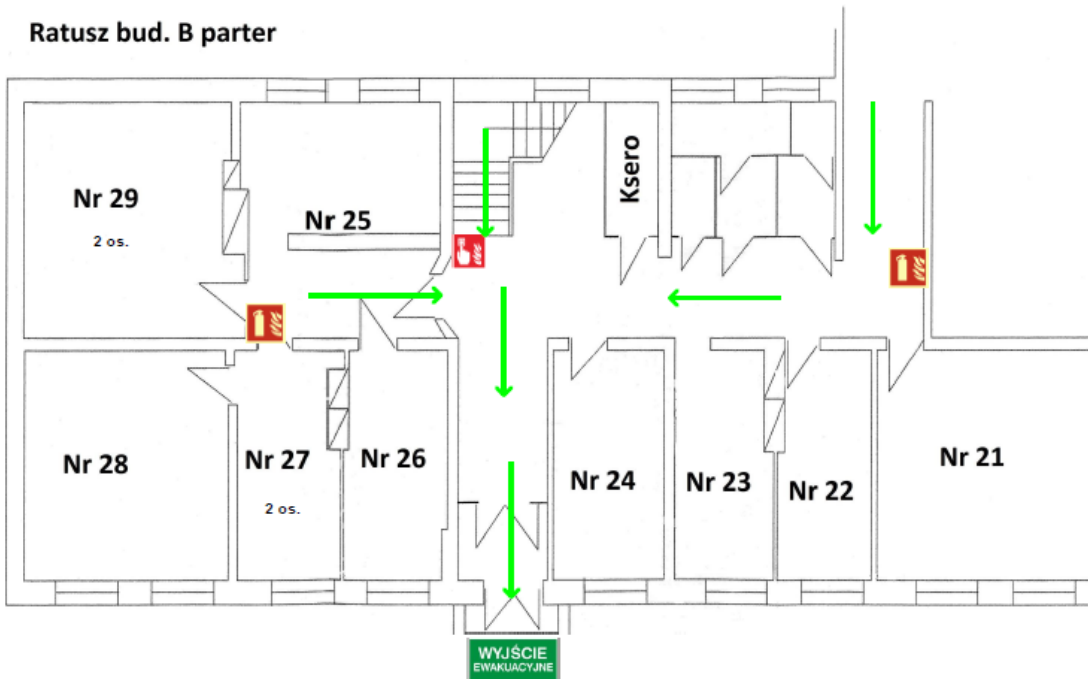 Ratusz bud. B parter
Ksero
Nr 29
Nr 25
2 os.
Nr 28
Nr 27
Nr 26
Nr 24
Nr 23
Nr 22
Nr 21
2 os.
WYJŚCIE
EWAKUACYJNE